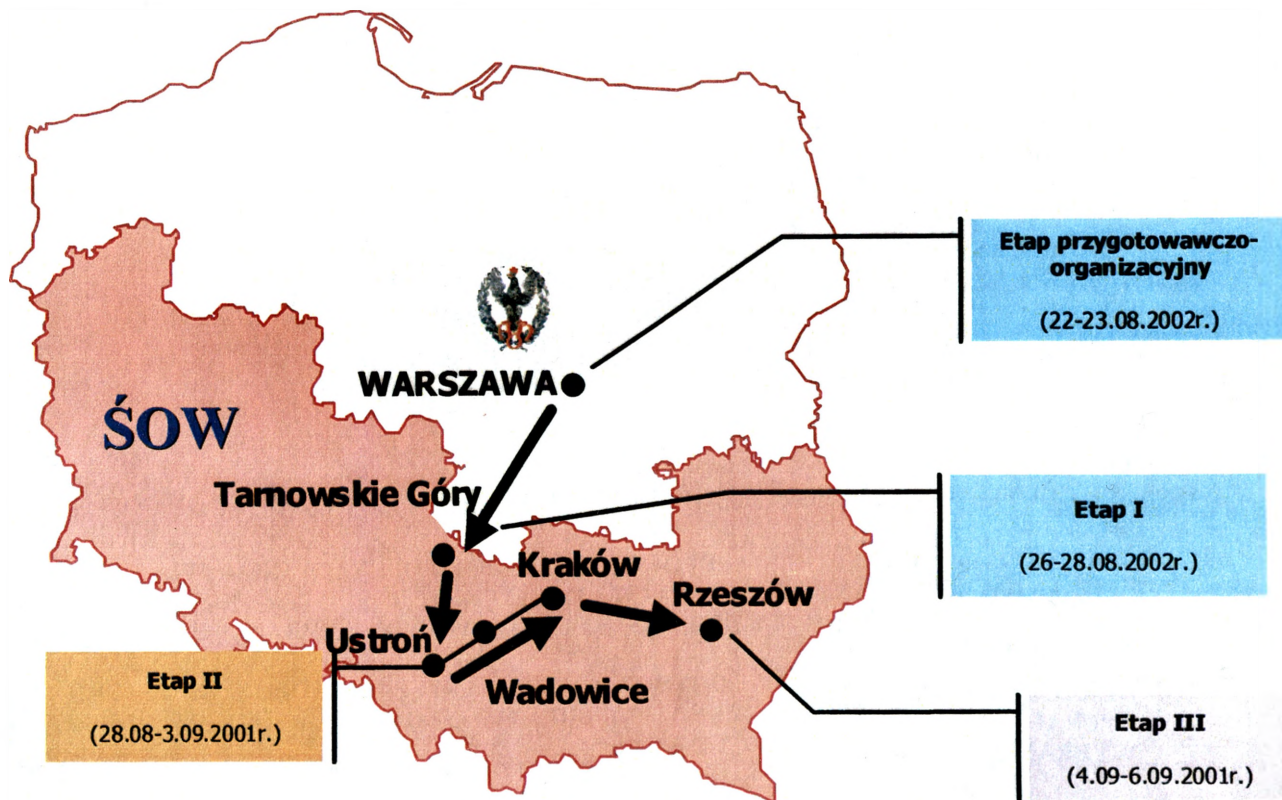 Etap przygotowawczo-
organizacyjny
(22-23.08.2002r.)
WARSZAWA
ŚOW
Tarnowskie Góry
Etap I
(26-28.08.2002r.)
Kraków
Rzeszów
Ustroń
Wadowice
Etap II
(28.08-3.09.2001r.)
Etap III
(4.09-6.09.2001r.)